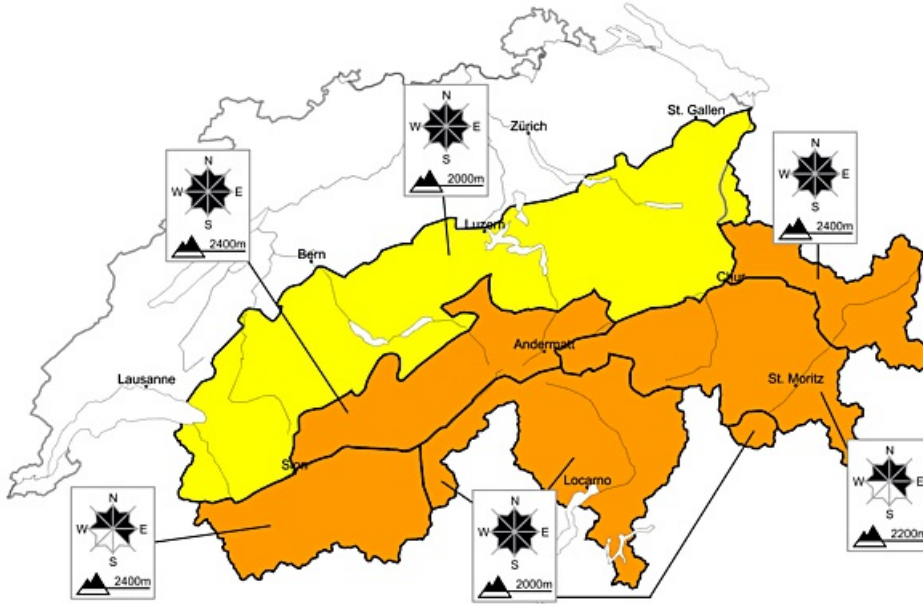 St. Gallen
N
W E
S
2000m
Zürich
N
W E
S
2400m
N
W E
S
2400m
Luzern
Bern
Chur
Andermatt
Lausanne
St. Moritz
Sion
Locarno
N
W E
S
2200m
N
W E
S
2400m
N
W E
S
2000m